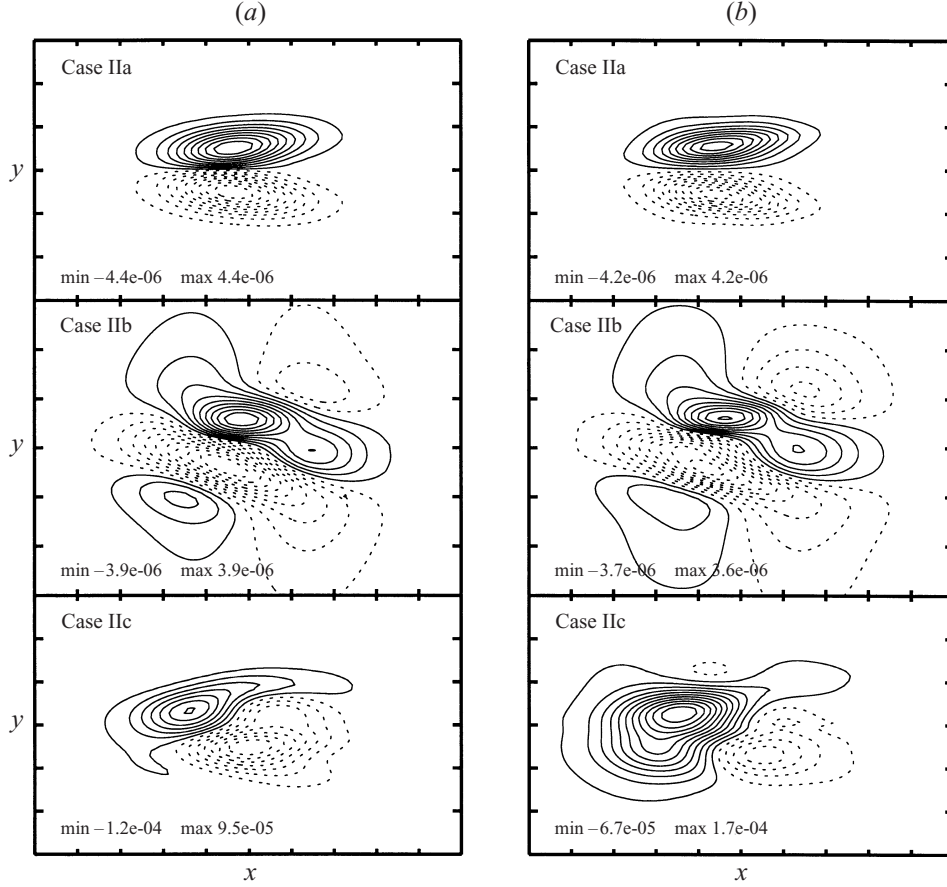 (a)
(b)
Case IIa
Case IIa
y
min −4.4e-06 max 4.4e-06
min −4.2e-06 max 4.2e-06
Case IIb
Case IIb
y
min −3.9e-06 max 3.9e-06
min −3.7e-06 max 3.6e-06
Case IIc
Case IIc
y
min −1.2e-04 max 9.5e-05
min −6.7e-05 max 1.7e-04
x
x